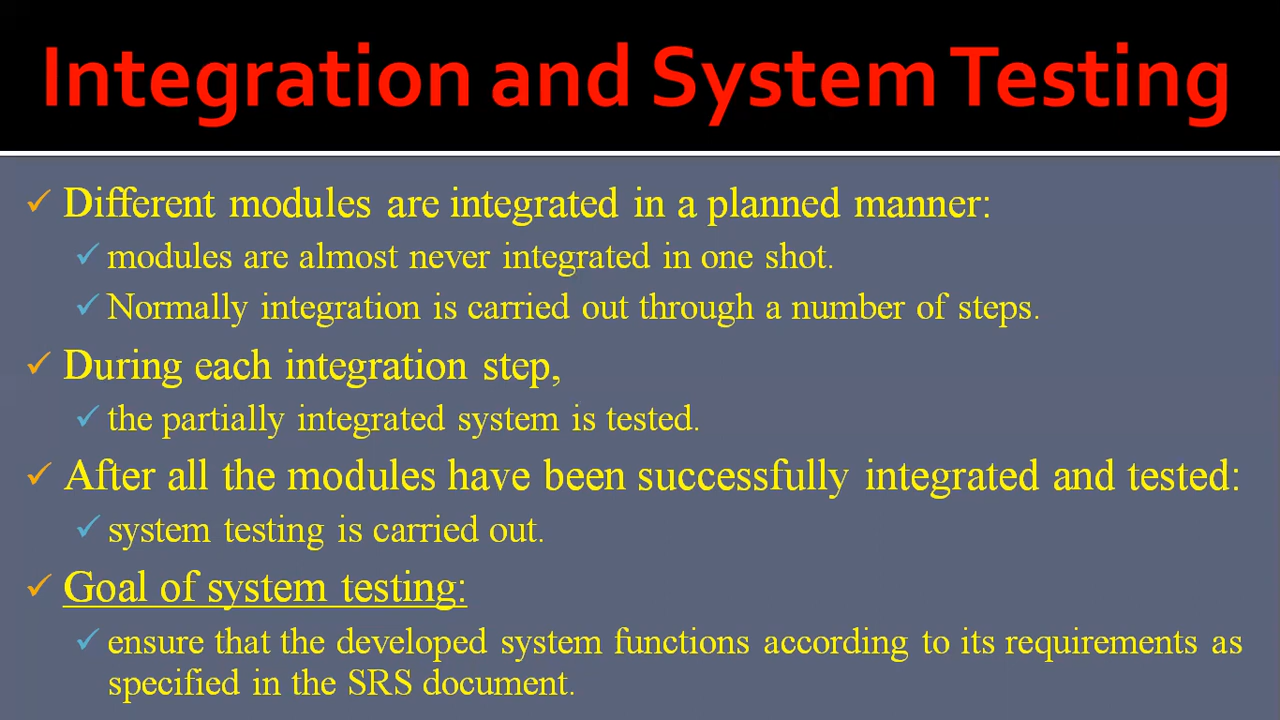 Integration and System Testing
Different modules are integrated in a planned manner:
modules are almost never integrated in one shot.
Normally integration is carried out through a number of steps.
During each integration step,
the partially integrated system is tested.
After all the modules have been successfully integrated and tested:
system testing is carried out.
Goal of system testing:
ensure that the developed system functions according to its requirements as
specified in the SRS document.